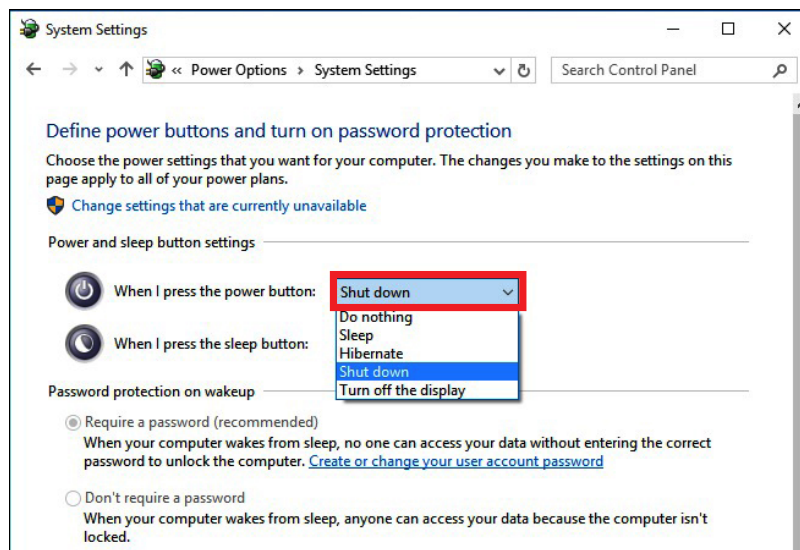 System Settings
« Power Options › System Settings
Search Control Panel
Define power buttons and turn on password protection
Choose the power settings that you want for your computer. The changes you make to the settings on this
page apply to all of your power plans.
Change settings that are currently unavailable
Power and sleep button settings
When I press the power button:
Shut down
Do nothing
Sleep
Hibernate
Shut down
Turn off the display
When I press the sleep button:
Password protection on wakeup
Require a password (recommended)
When your computer wakes from sleep, no one can access your data without entering the correct
password to unlock the computer. Create or change your user account password
Don't require a password
When your computer wakes from sleep, anyone can access your data because the computer isn't
locked.